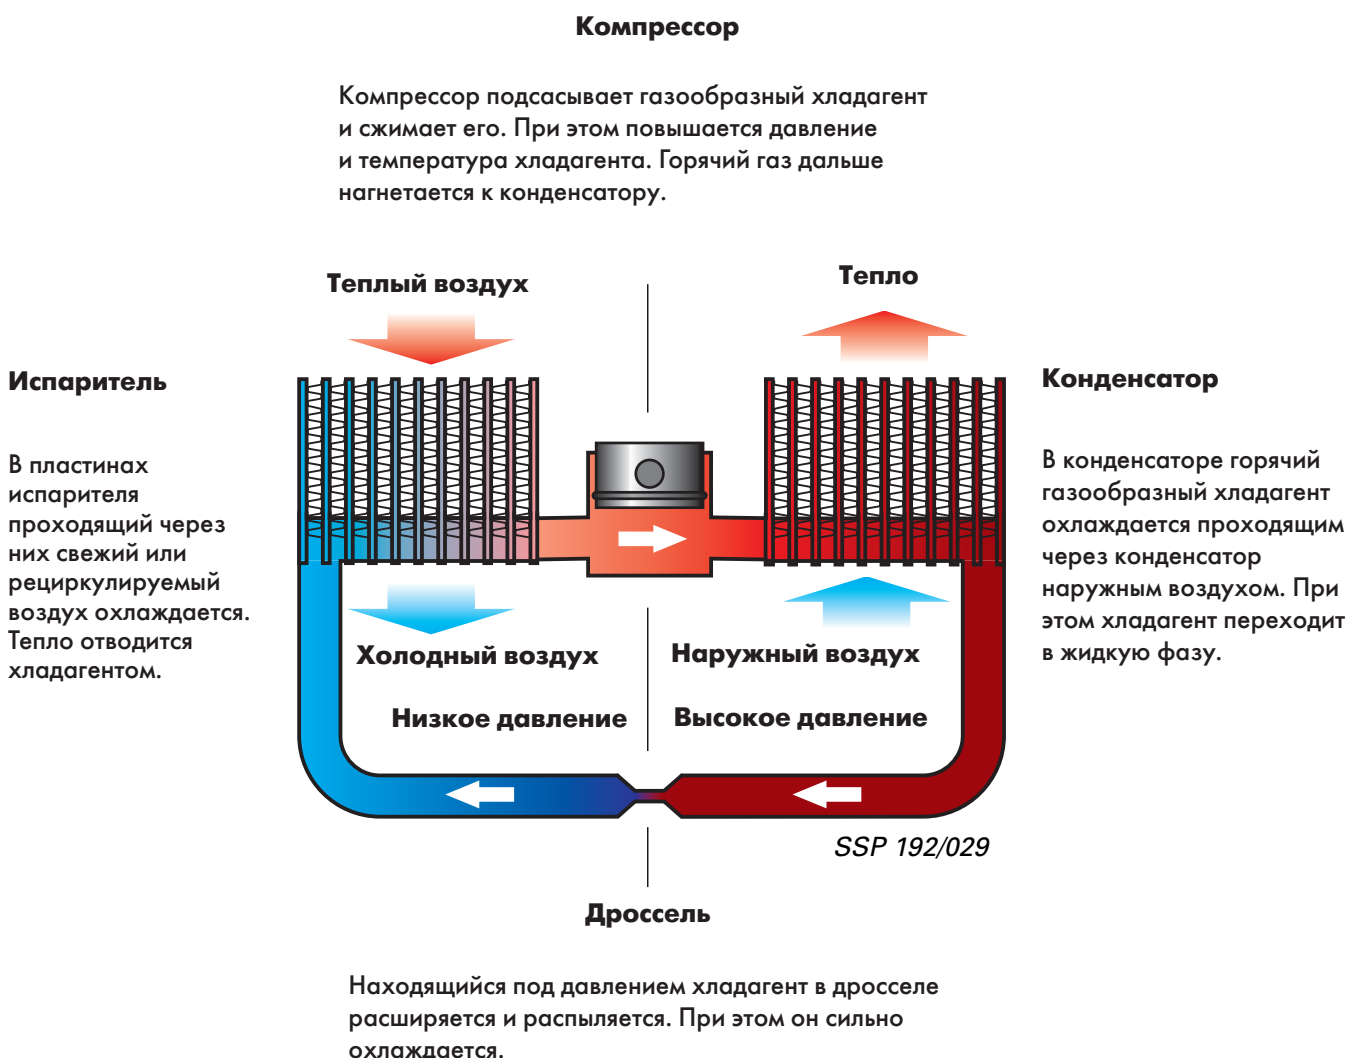 Компрессор
Компрессор подсасывает газообразный хладагент
и сжимает его. При этом повышается давление
и температура хладагента. Горячий газ дальше
нагнетается к конденсатору.
Теплый воздух
Тепло
Испаритель
В пластинах
испарителя
проходящий через
них свежий или
рециркулируемый
воздух охлаждается.
Тепло отводится
хладагентом.
Конденсатор
В конденсаторе горячий
газообразный хладагент
охлаждается проходящим
через конденсатор
наружным воздухом. При
этом хладагент переходит
в жидкую фазу.
Холодный воздух
Наружный воздух
Низкое давление
Высокое давление
SSP 192/029
Дроссель
Находящийся под давлением хладагент в дросселе
расширяется и распыляется. При этом он сильно
охлаждается.